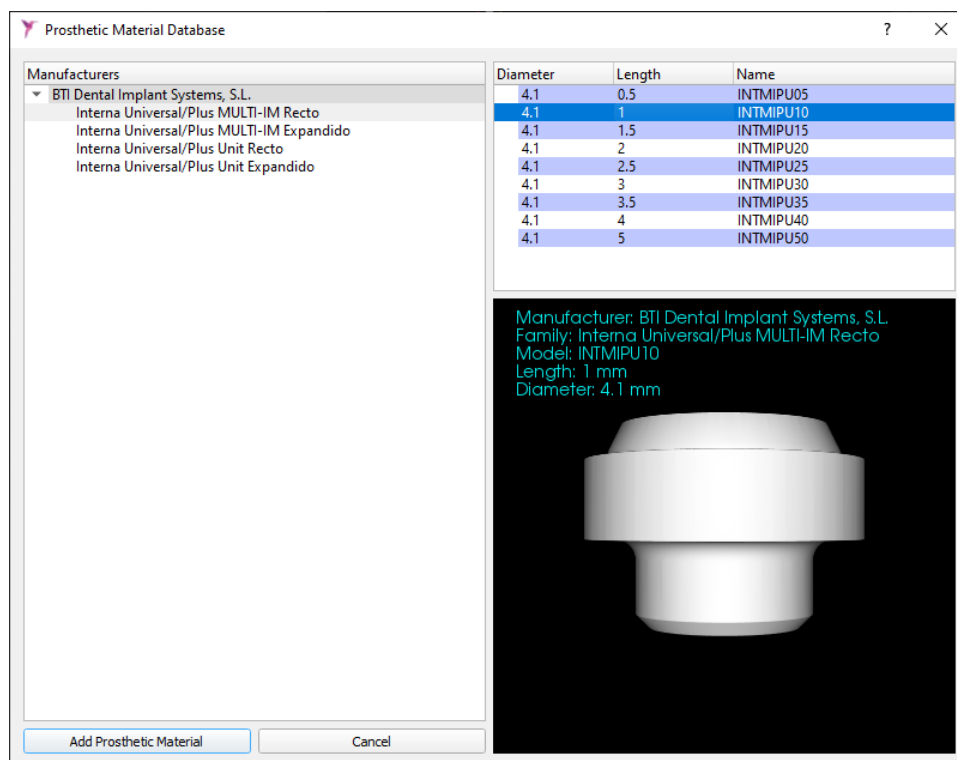 Prosthetic Material Database
?
Manufacturers
BTI Dental Implant Systems, S.L.
Interna Universal/Plus MULTI-IM Recto
Interna Universal/Plus MULTI-IM Expandido
Interna Universal/Plus Unit Recto
Interna Universal/Plus Unit Expandido
Diameter Length Name
4.1 0.5 INTMIPU05
4.1 1 INTMIPU10
4.1 1.5 INTMIPU15
4.1 2 INTMIPU20
4.1 2.5 INTMIPU25
4.1 3 INTMIPU30
4.1 3.5 INTMIPU35
4.1 4 INTMIPU40
4.1 5 INTMIPU50
Manufacturer: BTI Dental Implant Systems, S.L.
Family: Interna Universal/Plus MULTI-IM Recto
Model: INTMIPU10
Length: 1 mm
Diameter: 4.1 mm
Add Prosthetic Material
Cancel